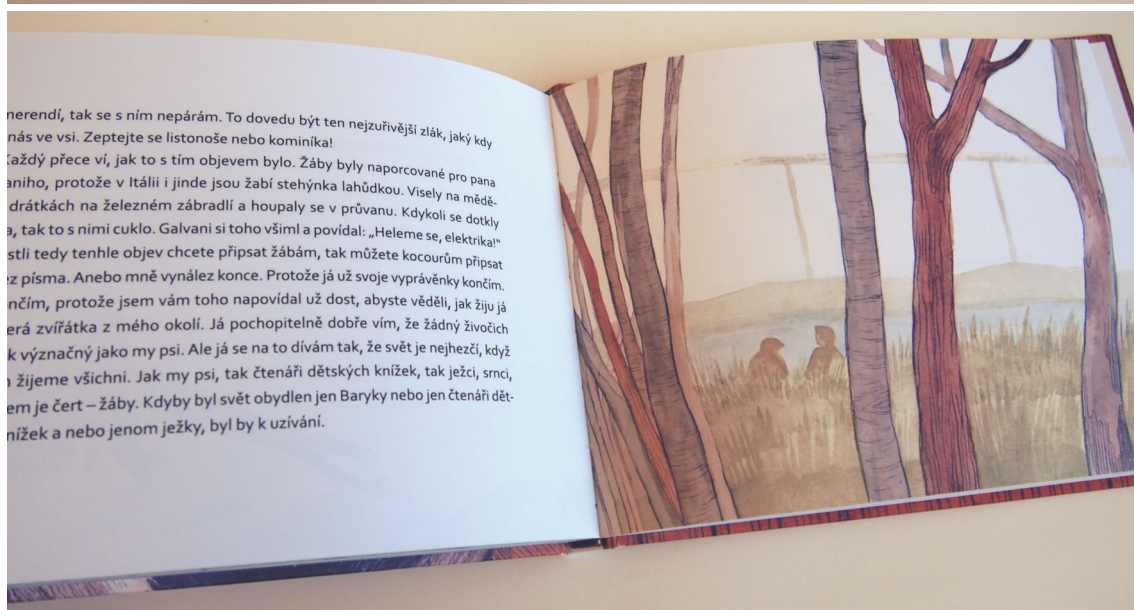 merendí, tak se s ním nepárám. To dovedu být ten nejzuřivější zlák, jaký kdy
nás ve vsi. Zeptejte se listonoše nebo kominíka!
Každý přece ví, jak to s tím objevem bylo. Žáby byly naporcované pro pana
aniho, protože v Itálii i jinde jsou žabí stehýnka lahůdkou. Visely na mědě-
drátkách na železném zábradlí a houpaly se v průvanu. Kdykoli se dotkly
a, tak to s nimi cuklo. Galvani si toho všiml a povídal: „Heleme se, elektrika!“
stli tedy tenhle objev chcete připsat žábám, tak můžete kocourům připsat
ez písma. Anebo mně vynález konce. Protože já už svoje vyprávěnky končím.
nčím, protože jsem vám toho napovídal už dost, abyste věděli, jak žiju já
erá zvířátka z mého okolí. Já pochopitelně dobře vím, že žádný živočich
k význačný jako my psi. Ale já se na to dívám tak, že svět je nejhezčí, když
žijeme všichni. Jak my psi, tak čtenáři dětských knížek, tak ježci, srnci,
em je čert – žáby. Kdyby byl svět obydlen jen Baryky nebo jen čtenáři dět-
nížek a nebo jenom ježky, byl by k uzívání.